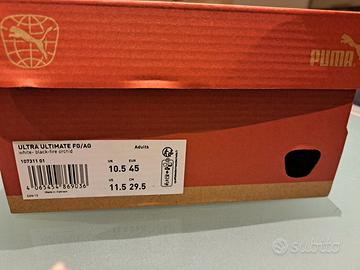 PUMA
ULTRA ULTIMATE FG/AG
Adults
white- black-fire orchid
107311 01
UK EUR
10.5 45
US CM
11.5 29.5
4 065454 869036
Made in Vietnam
subito